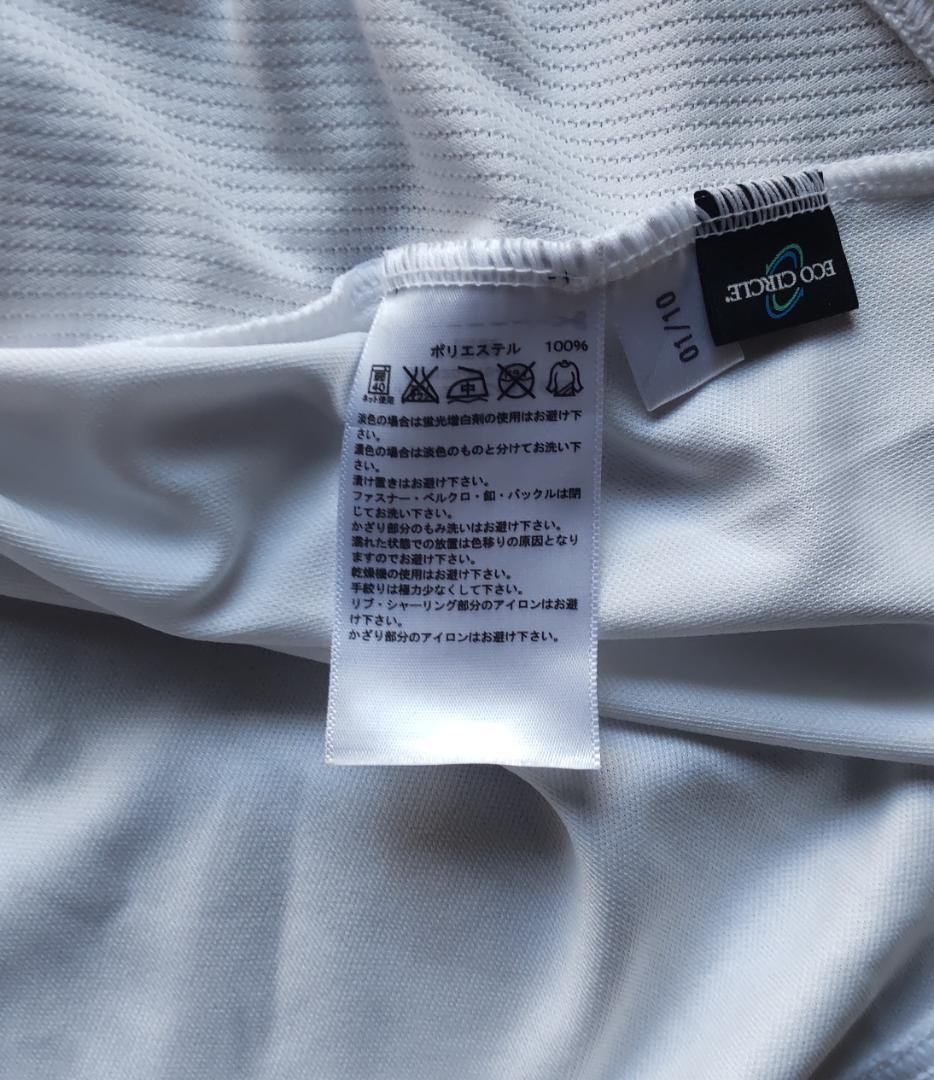 ポリエステル 100%
40
中
ネット使用
淡色の場合は蛍光増白剤の使用はお避け下
さい。
濃色の場合は淡色のものと分けてお洗い下
さい。
漬け置きはお避け下さい。
ファスナー・ベルクロ・釦・バックルは閉
じてお洗い下さい。
かざり部分のもみ洗いはお避け下さい。
濡れた状態での放置は色移りの原因となり
ますのでお避け下さい。
乾燥機の使用はお避け下さい。
手絞りは極力少なくして下さい。
リブ・シャーリング部分のアイロンはお避
け下さい。
かざり部分のアイロンはお避け下さい。
01/10
ECO CIRCLE®